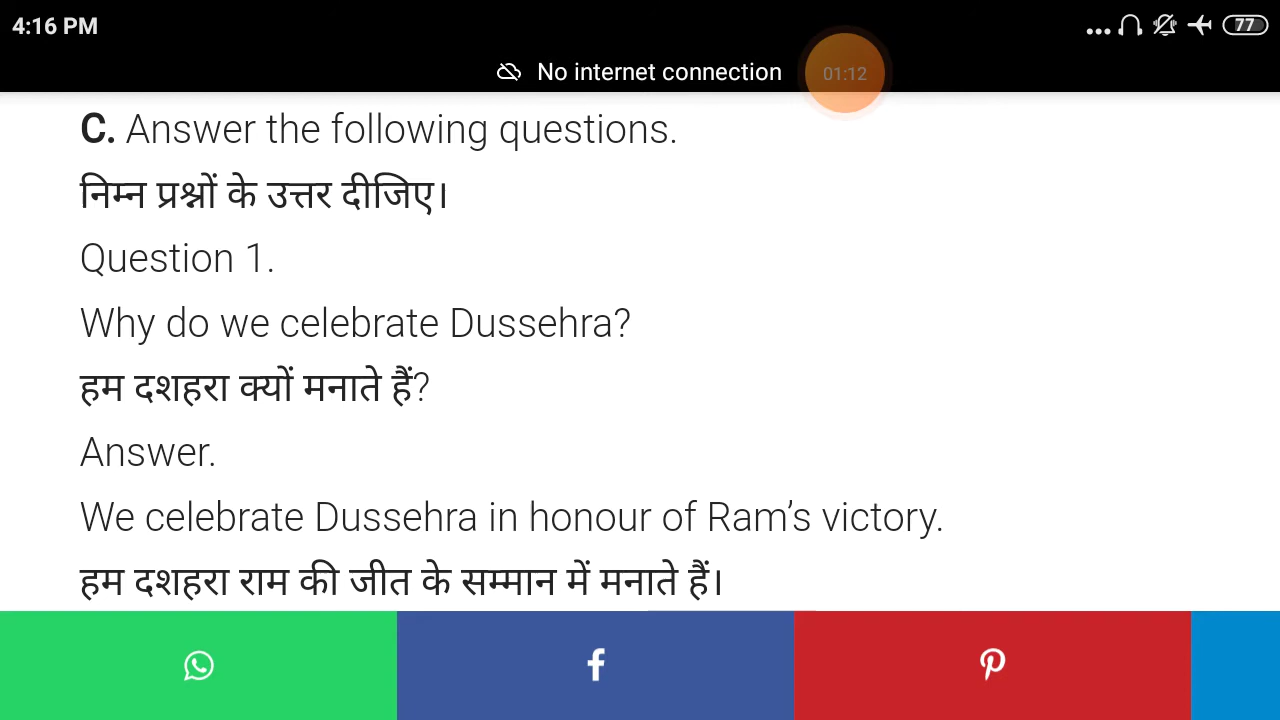 4:16 PM
77
No internet connection
01:12
C. Answer the following questions.
निम्न प्रश्नों के उत्तर दीजिए।
Question 1.
Why do we celebrate Dussehra?
हम दशहरा क्यों मनाते हैं?
Answer.
We celebrate Dussehra in honour of Ram’s victory.
हम दशहरा राम की जीत के सम्मान में मनाते हैं।